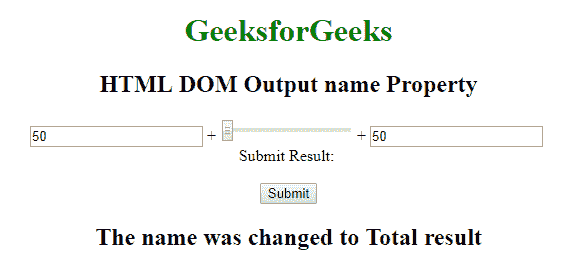 GeeksforGeeks
HTML DOM Output name Property
50 + + 50
Submit Result:
Submit
The name was changed to Total result